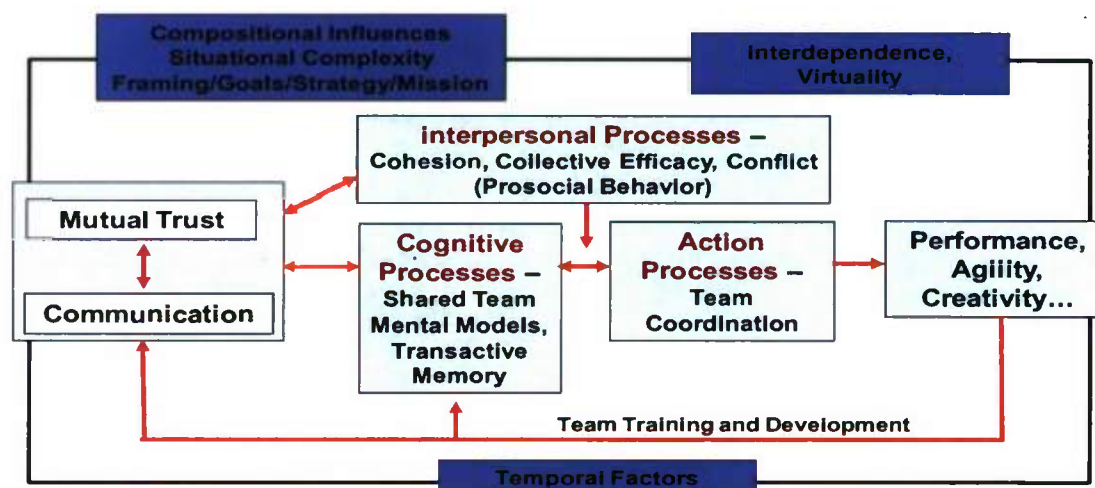 Compositional Influences
Situational Complexity
Framing/Goals/Strategy/Mission
Interdependence,
Virtuality
interpersonal Processes –
Cohesion, Collective Efficacy, Conflict
(Prosocial Behavior)
Mutual Trust
Communication
Cognitive
Processes –
Shared Team
Mental Models,
Transactive
Memory
Action
Processes –
Team
Coordination
Performance,
Agility,
Creativity...
Team Training and Development
Temporal Factors